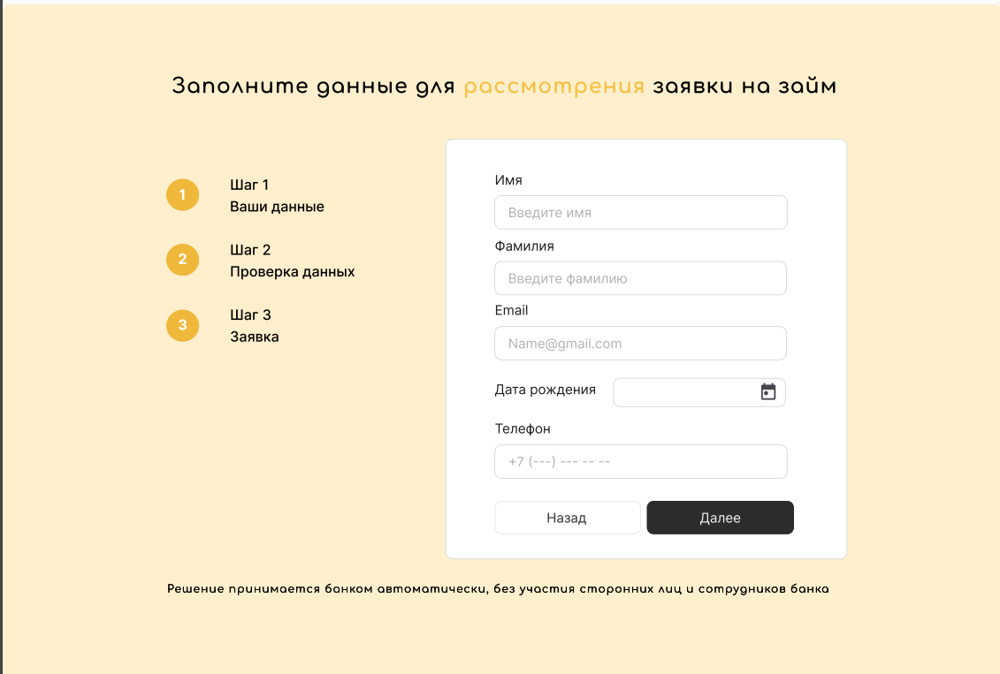 Заполните данные для рассмотрения заявки на займ
1
Шаг 1
Ваши данные
2
Шаг 2
Проверка данных
3
Шаг 3
Заявка
Имя
Введите имя
Фамилия
Введите фамилию
Email
Name@gmail.com
Дата рождения
Телефон
+7 (---) --- -- --
Назад
Далее
Решение принимается банком автоматически, без участия сторонних лиц и сотрудников банка